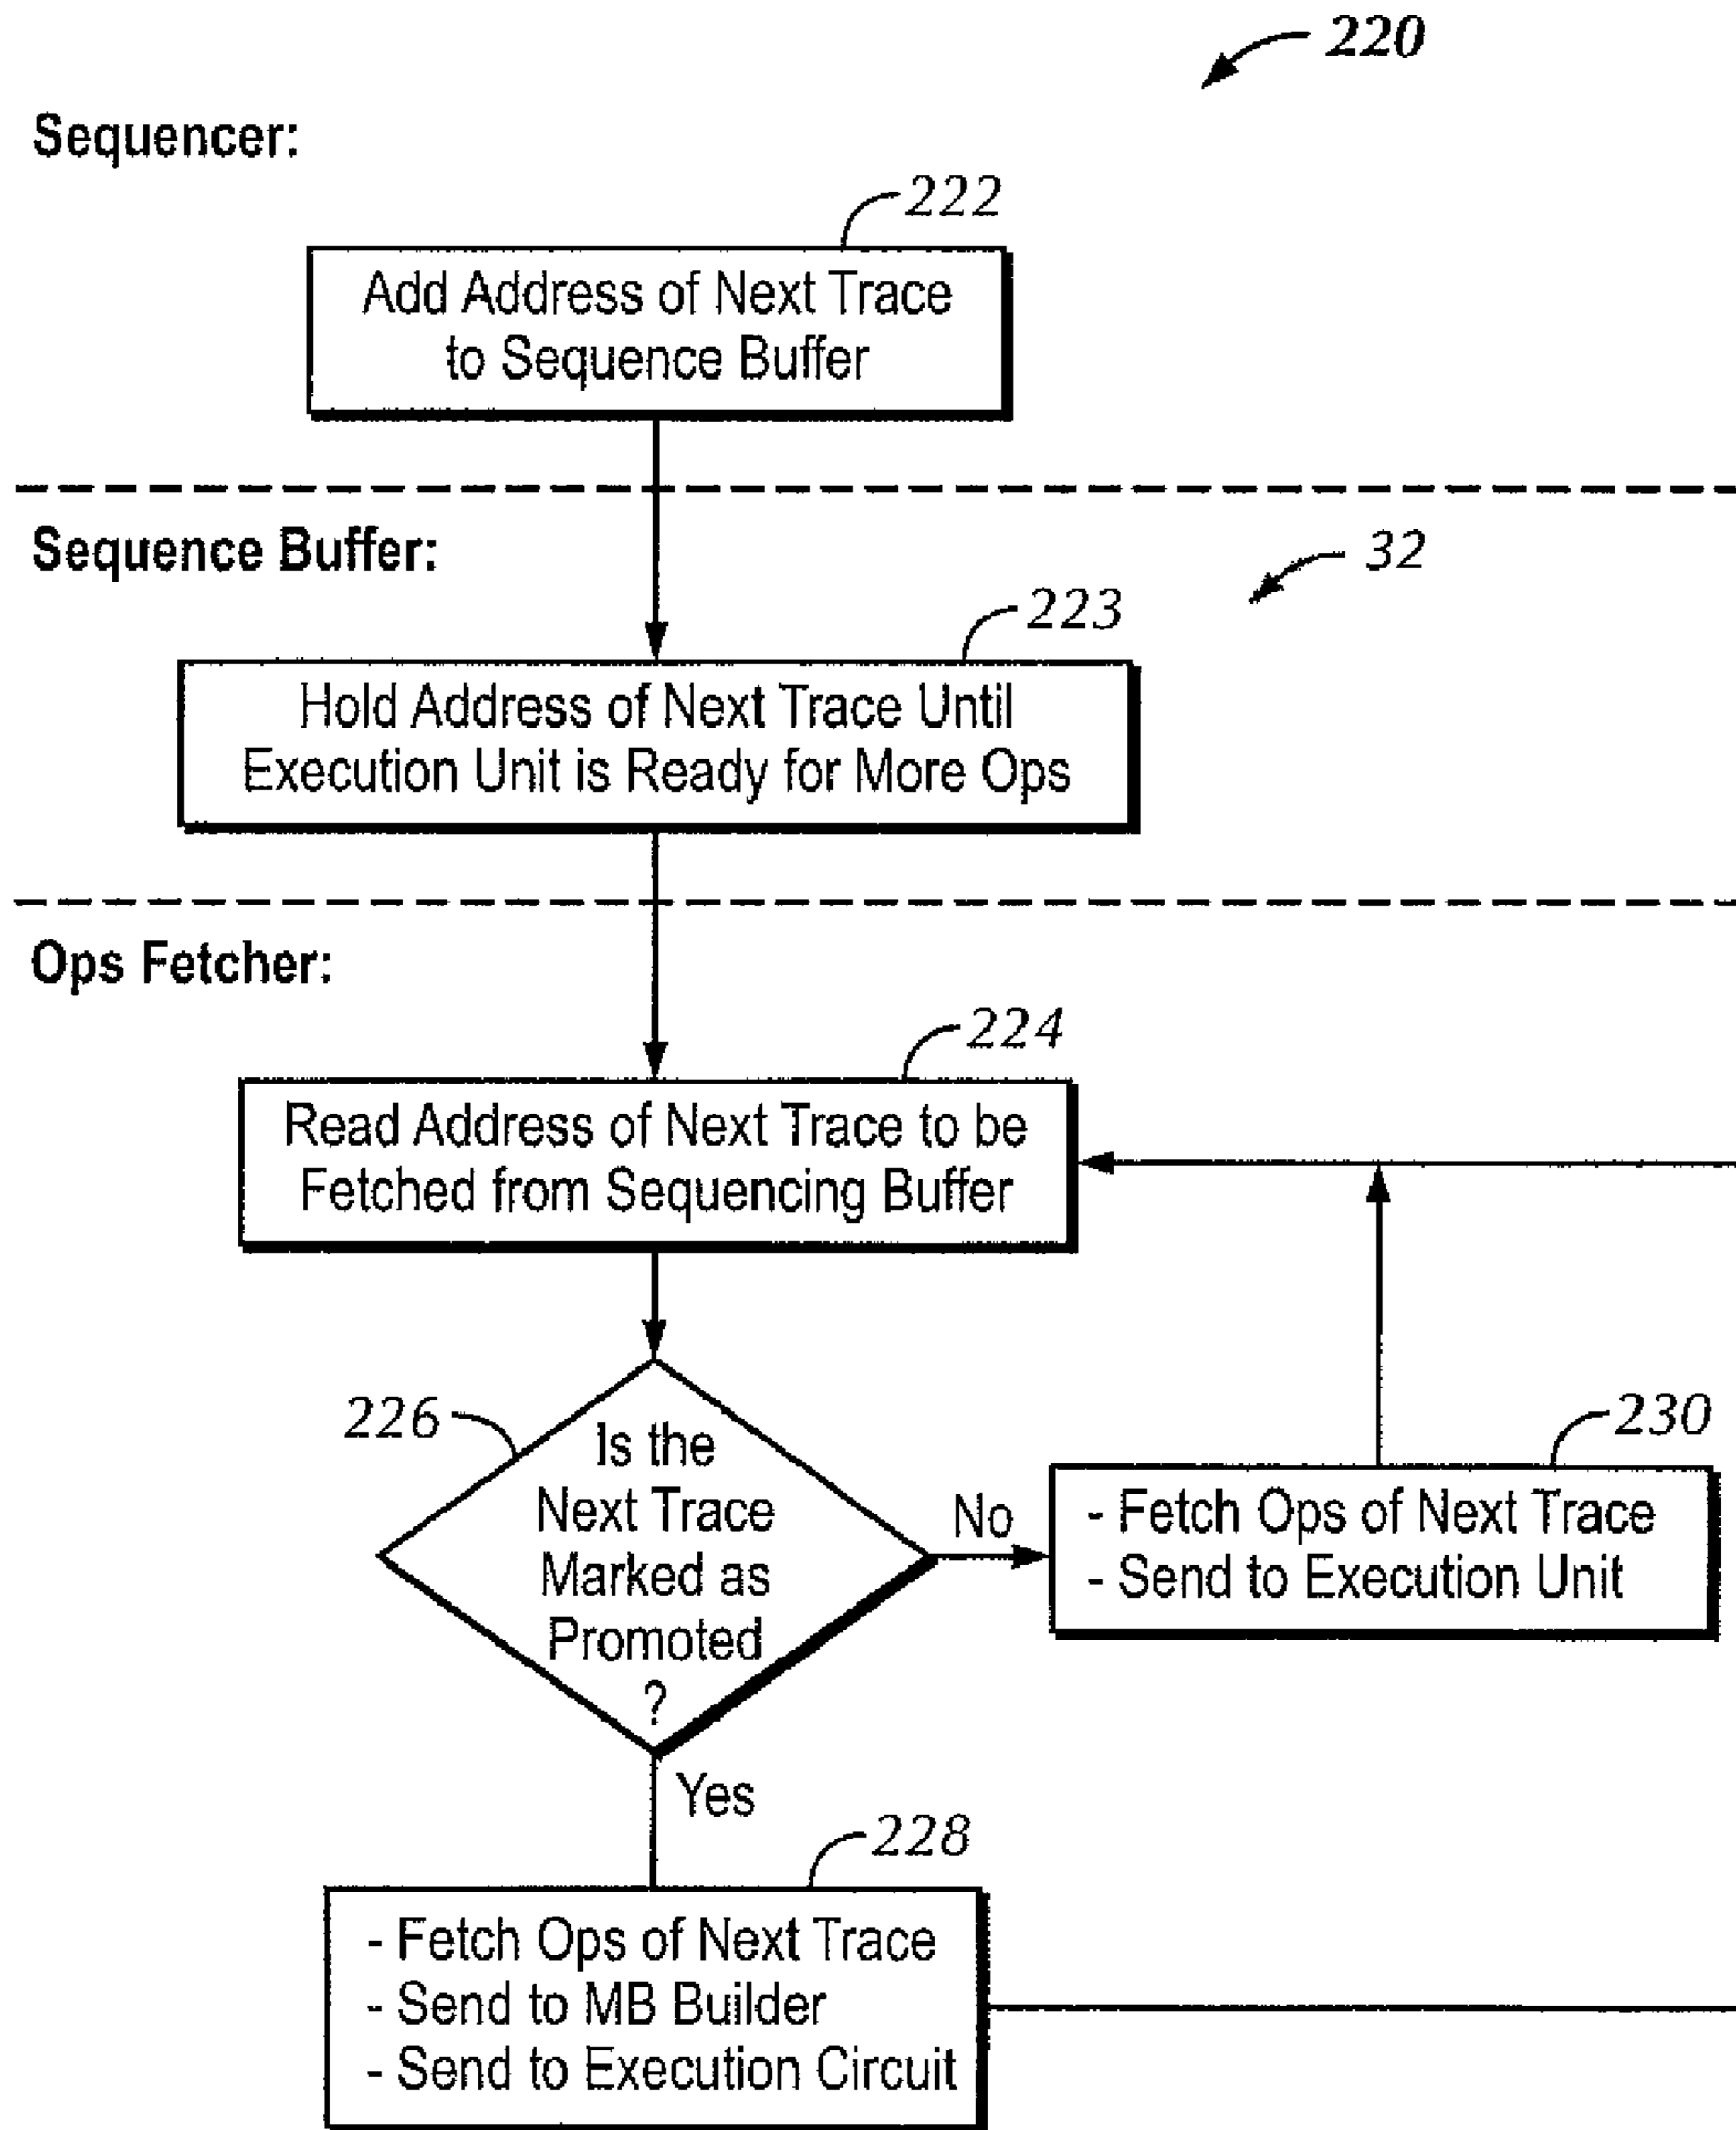 220
Sequencer:
222
Add Address of Next Trace
to Sequence Buffer
Sequence Buffer:
32
223
Hold Address of Next Trace Until
Execution Unit is Ready for More Ops
Ops Fetcher:
224
Read Address of Next Trace to be
Fetched from Sequencing Buffer
226
Is the
Next Trace
Marked as
Promoted
?
No
230
- Fetch Ops of Next Trace
- Send to Execution Unit
Yes
228
- Fetch Ops of Next Trace
- Send to MB Builder
- Send to Execution Circuit